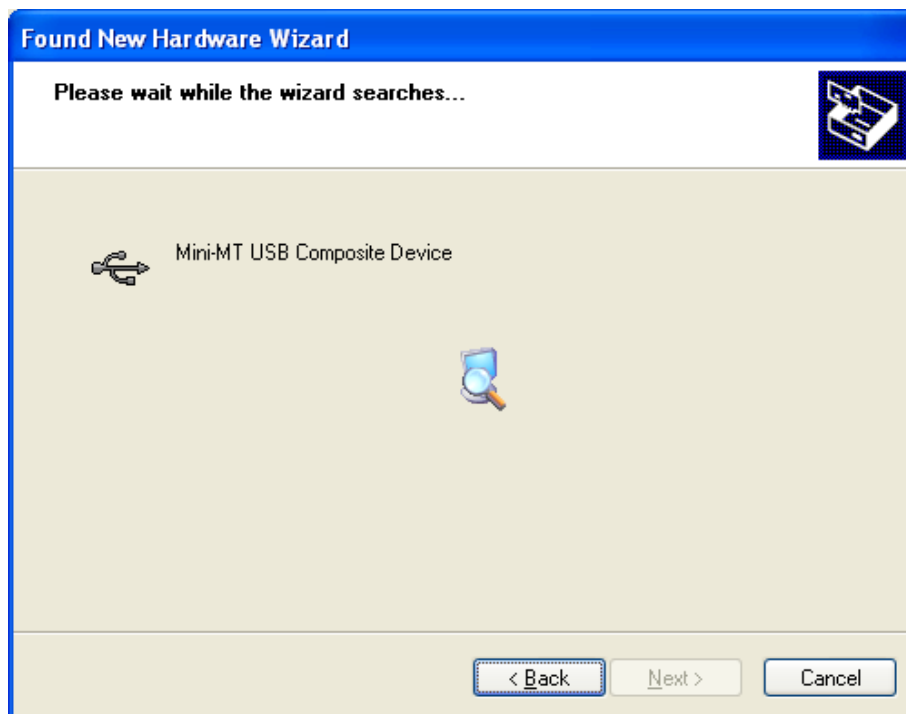 Found New Hardware Wizard
Please wait while the wizard searches...
Mini-MT USB Composite Device
< Back
Next >
Cancel